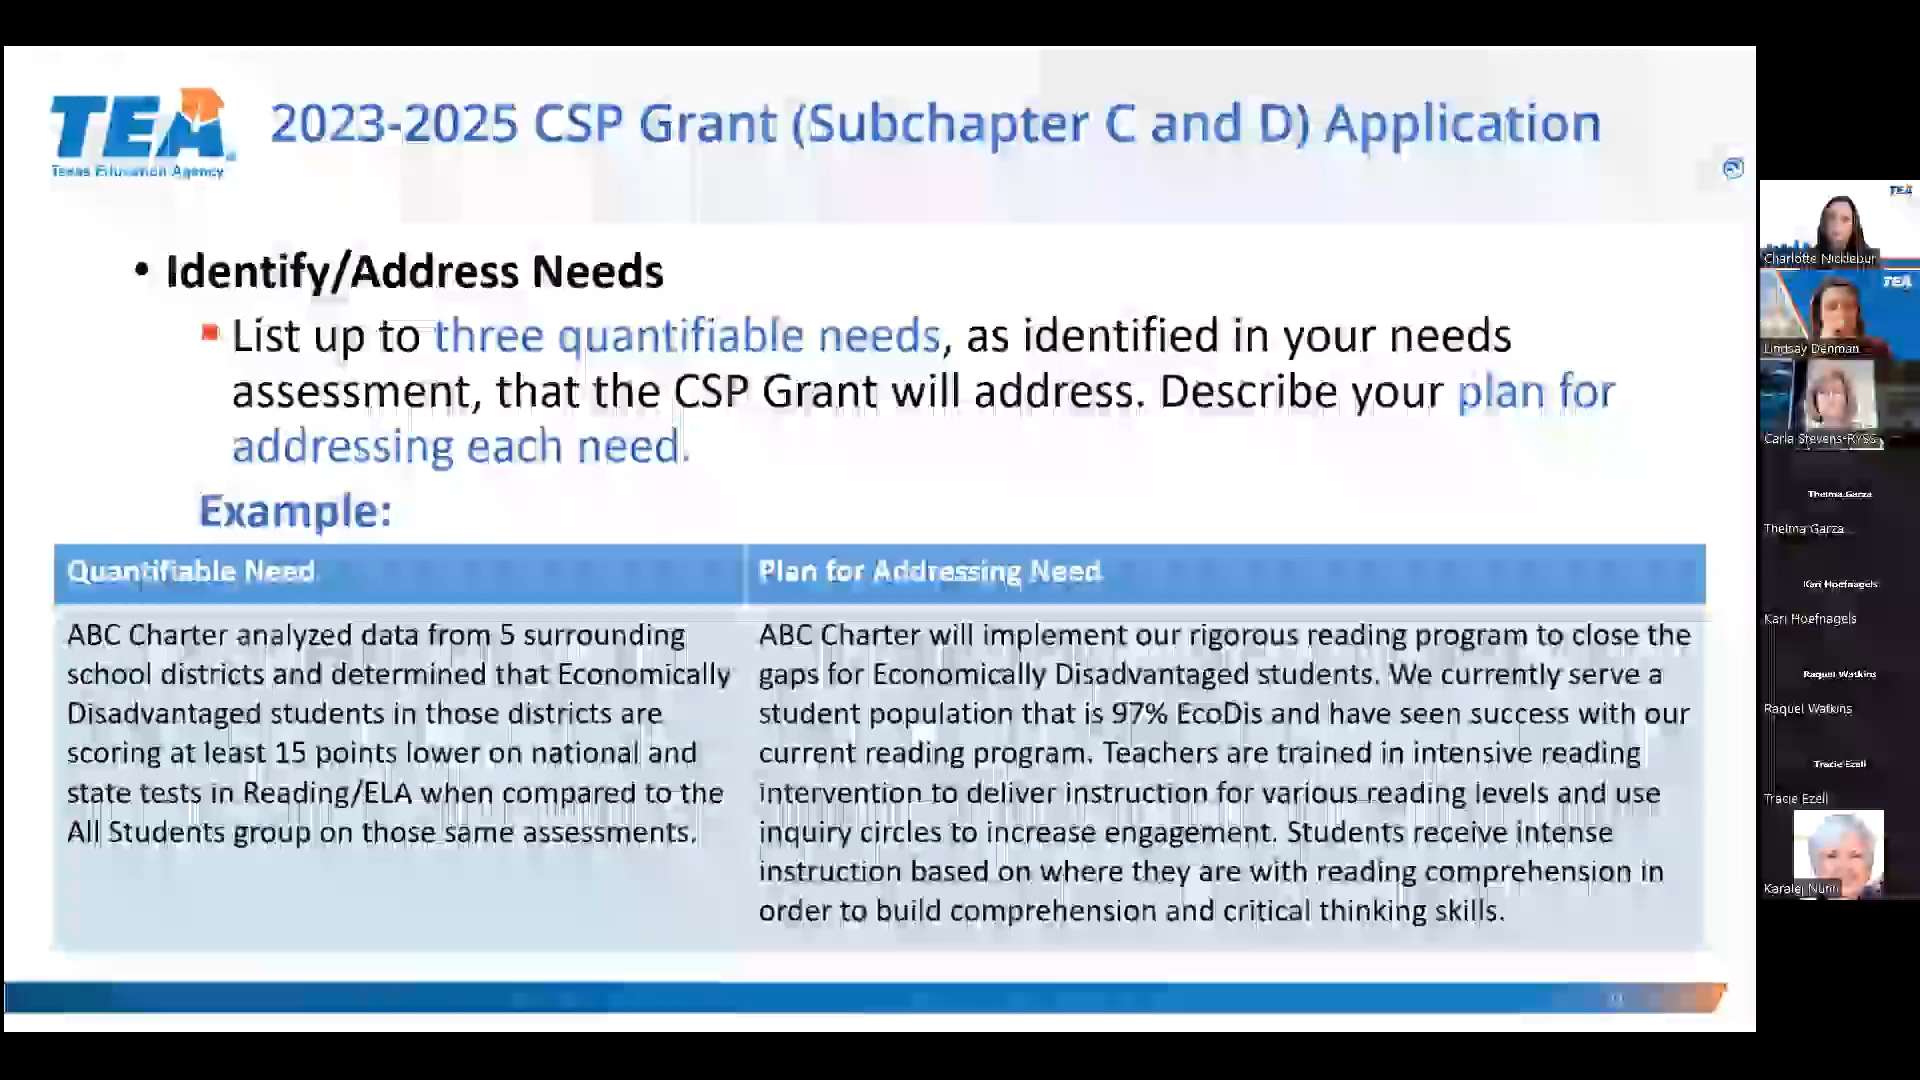 TEA
Texas Education Agency
2023-2025 CSP Grant (Subchapter C and D) Application
• Identify/Address Needs
▪ List up to three quantifiable needs, as identified in your needs
assessment, that the CSP Grant will address. Describe your plan for
addressing each need.
Example:
Quantifiable Need
ABC Charter analyzed data from 5 surrounding
school districts and determined that Economically
Disadvantaged students in those districts are
scoring at least 15 points lower on national and
state tests in Reading/ELA when compared to the
All Students group on those same assessments.
Plan for Addressing Need
ABC Charter will implement our rigorous reading program to close the
gaps for Economically Disadvantaged students. We currently serve a
student population that is 97% EcoDis and have seen success with our
current reading program. Teachers are trained in intensive reading
intervention to deliver instruction for various reading levels and use
inquiry circles to increase engagement. Students receive intense
instruction based on where they are with reading comprehension in
order to build comprehension and critical thinking skills.
TEA
Charlotte Nicklebur
TEA
Lindsay Denman
Carla Stevens-RYSS
Thelma Garza
Thelma Garza
Kari Hoefnagels
Kari Hoefnagels
Raquel Watkins
Raquel Watkins
Tracie Ezell
Tracie Ezell
Karalei Nunn